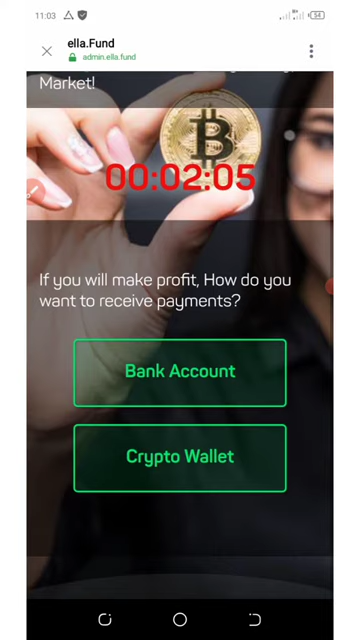 11:03
54
ella.Fund
admin.ella.fund
Market!
00:02:05
If you will make profit, How do you
want to receive payments?
Bank Account
Crypto Wallet